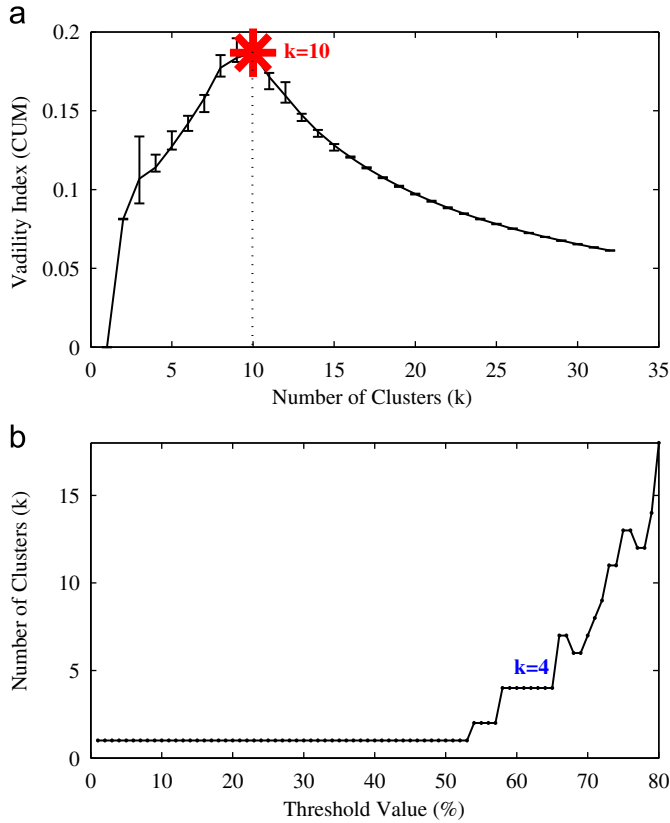 a
0.2
k=10
0.15
0.1
0.05
0
Vadility Index (CUM)
0 5 10 15 20 25 30 35
Number of Clusters (k)
b
15
10
5
0
Number of Clusters (k)
k=4
0 10 20 30 40 50 60 70 80
Threshold Value (%)